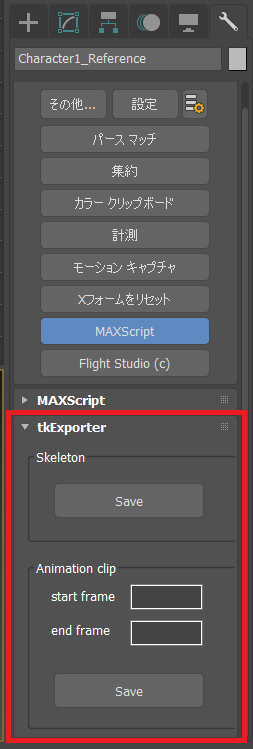 Character1_Reference
その他... 設定
パース マッチ
集約
カラー クリップボード
計測
モーション キャプチャ
Xフォームをリセット
MAXScript
Flight Studio (c)
MAXScript
tkExporter
Skeleton
Save
Animation clip
start frame
end frame
Save